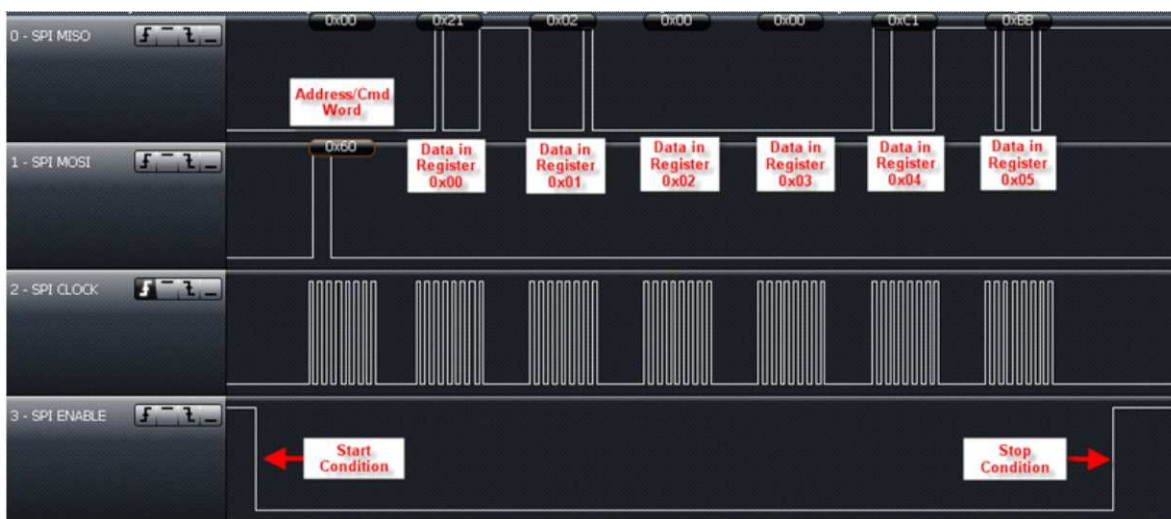 0x00 0x21 0x02 0x00 0x00 0xC1 0xBB
0 - SPI MISO
Address/Cmd
Word
0x60
1 - SPI MOSI
Data in
Register
0x00
Data in
Register
0x01
Data in
Register
0x02
Data in
Register
0x03
Data in
Register
0x04
Data in
Register
0x05
2 - SPI CLOCK
3 - SPI ENABLE
Start
Condition
Stop
Condition